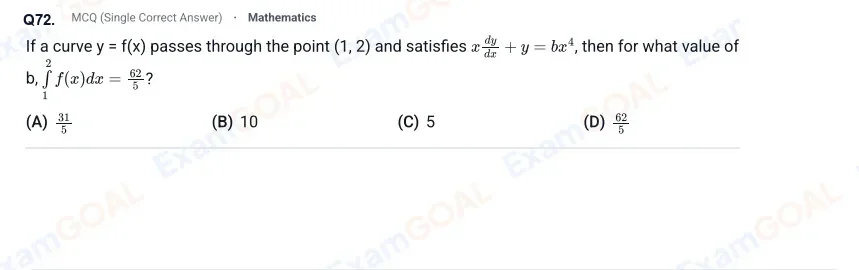 Q72. MCQ (Single Correct Answer) · Mathematics
If a curve y = f(x) passes through the point (1, 2) and satisfies x dy/dx + y = bx⁴, then for what value of
b, ∫₁² f(x)dx = 62/5?
(A) 31/5 (B) 10 (C) 5 (D) 62/5
ExamGOAL
ExamGOAL
ExamGOAL
ExamGOAL
ExamGOAL